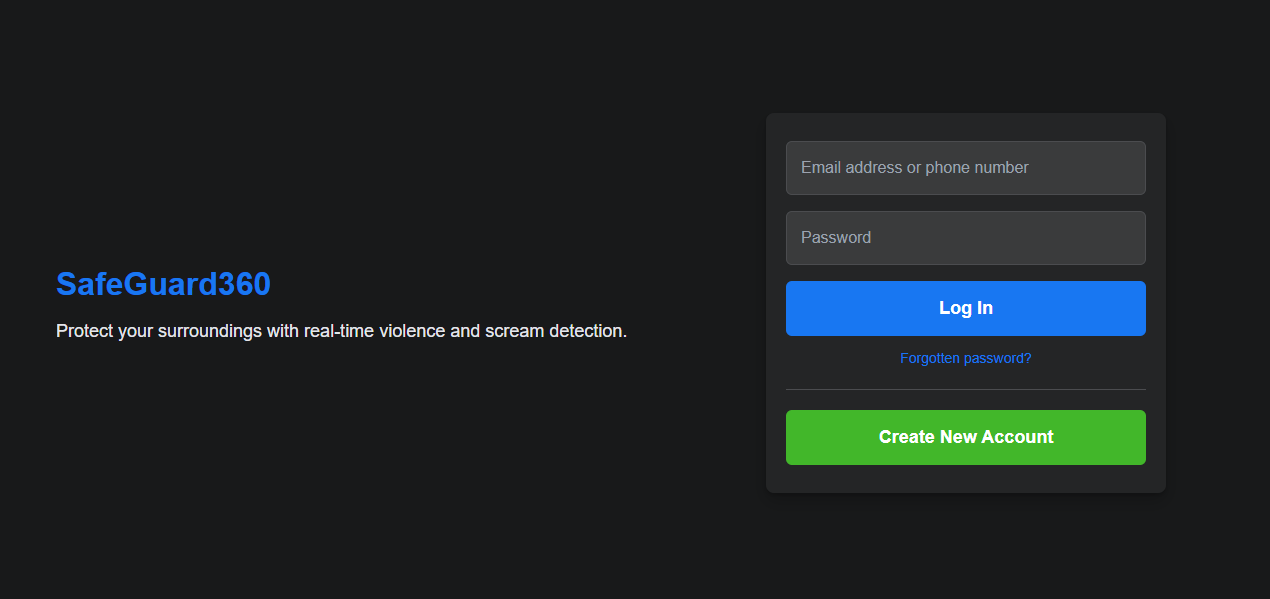 SafeGuard360
Protect your surroundings with real-time violence and scream detection.
Email address or phone number
Password
Log In
Forgotten password?
Create New Account